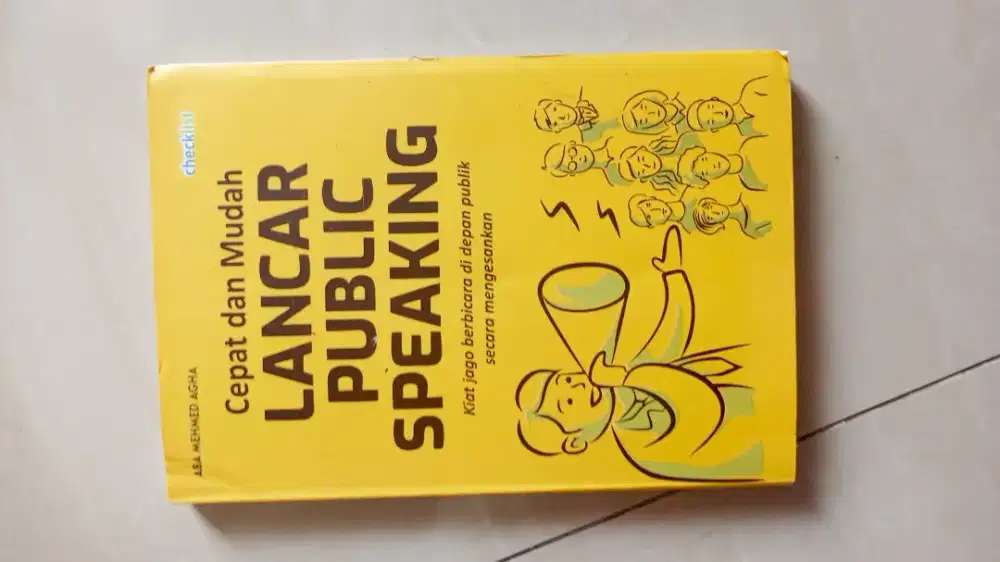 ABA MEHMED AGHA
checklist
Cepat dan Mudah
LANCAR
PUBLIC
SPEAKING
Kiat jago berbicara di depan publik
secara mengesankan